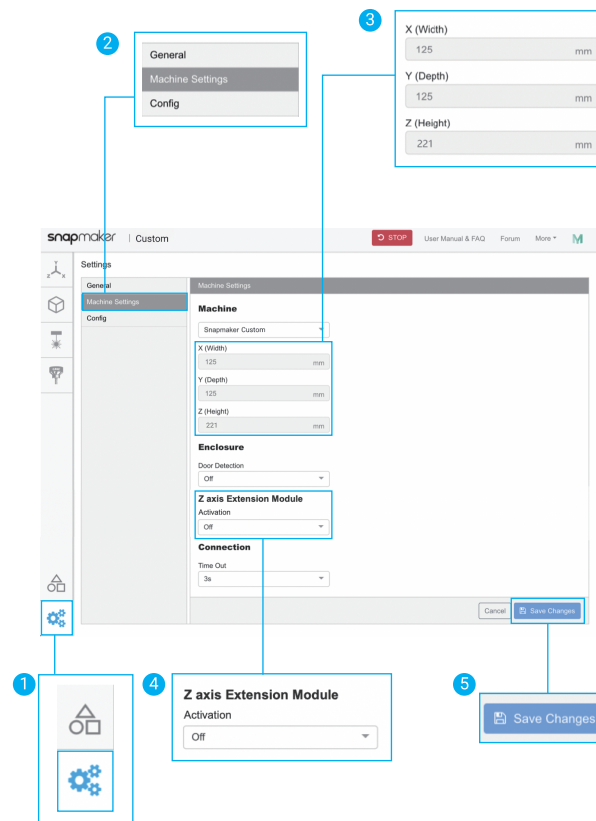 3
X (Width)
125 mm
Y (Depth)
125 mm
Z (Height)
221 mm
2
General
Machine Settings
Config
snapmaker | Custom
STOP
User Manual & FAQ
Forum
More
M
Y
Z X
Settings
General
Machine Settings
Config
Machine Settings
Machine
Snapmaker Custom
X (Width)
125 mm
Y (Depth)
125 mm
Z (Height)
221 mm
Enclosure
Door Detection
Off
Z axis Extension Module
Activation
Off
Connection
Time Out
3s
Cancel
Save Changes
1
4
Z axis Extension Module
Activation
Off
5
Save Changes